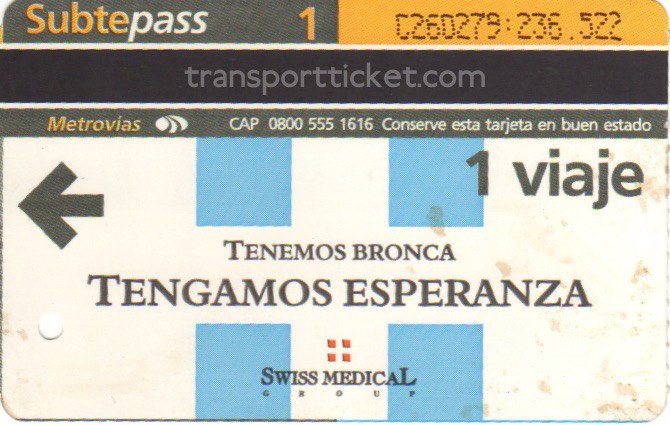 Subtepass 1 C260279:236.522
transportticket.com
Metrovias CAP 0800 555 1616 Conserve esta tarjeta en buen estado
1 viaje
TENEMOS BRONCA
TENGAMOS ESPERANZA
SWISS MEDICAL
GROUP